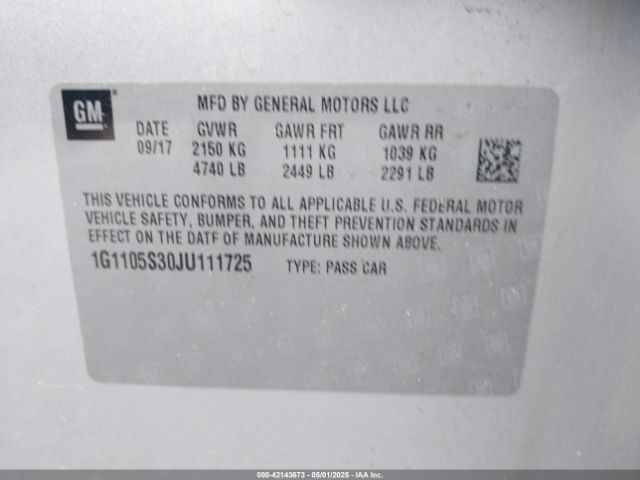 GM
MFD BY GENERAL MOTORS LLC
DATE GVWR GAWR FRT GAWR RR
09/17 2150 KG 1111 KG 1039 KG
4740 LB 2449 LB 2291 LB
THIS VEHICLE CONFORMS TO ALL APPLICABLE U.S. FEDERAL MOTOR
VEHICLE SAFETY, BUMPER, AND THEFT PREVENTION STANDARDS IN
EFFECT ON THE DATE OF MANUFACTURE SHOWN ABOVE.
1G1105S30JU111725 TYPE: PASS CAR
000-42143673 - 05/01/2025 - IAAI.com